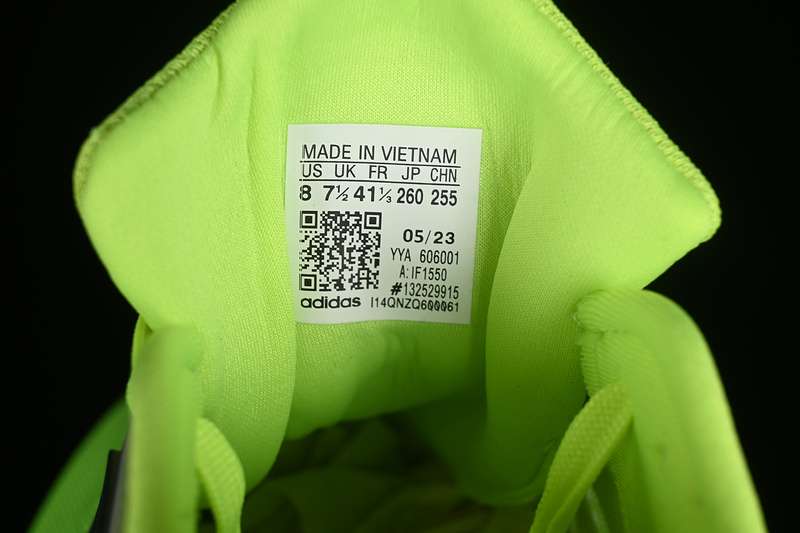 MADE IN VIETNAM
US UK FR JP CHN
8 7½ 41⅓ 260 255
05/23
YYA 606001
A: IF1550
#132529915
adidas I14QNZQ600061